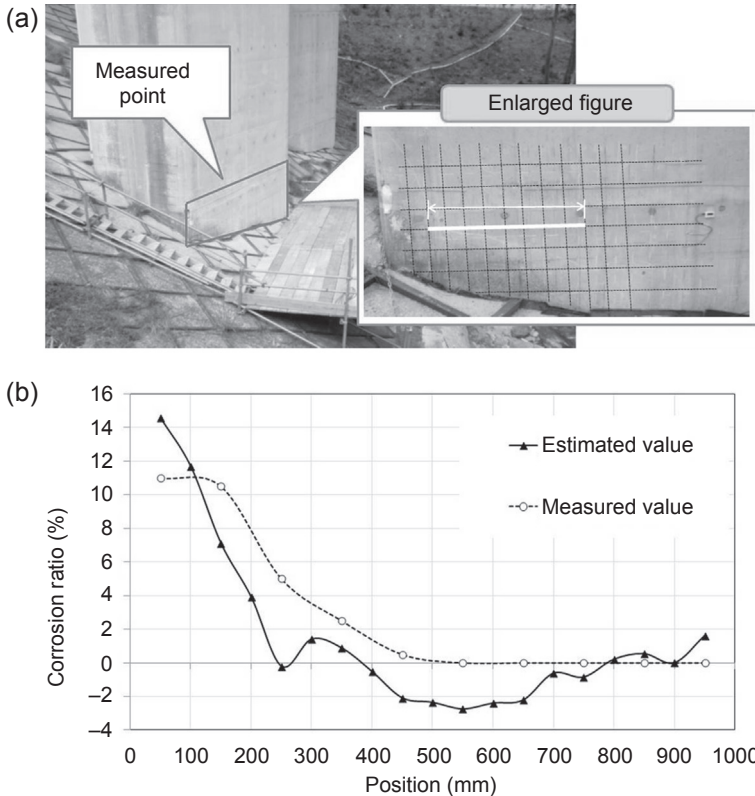 (a)
Measured
point
Enlarged figure
(b)
Corrosion ratio (%)
16
14
12
10
8
6
4
2
0
–2
–4
Estimated value
Measured value
0 100 200 300 400 500 600 700 800 900 1000
Position (mm)